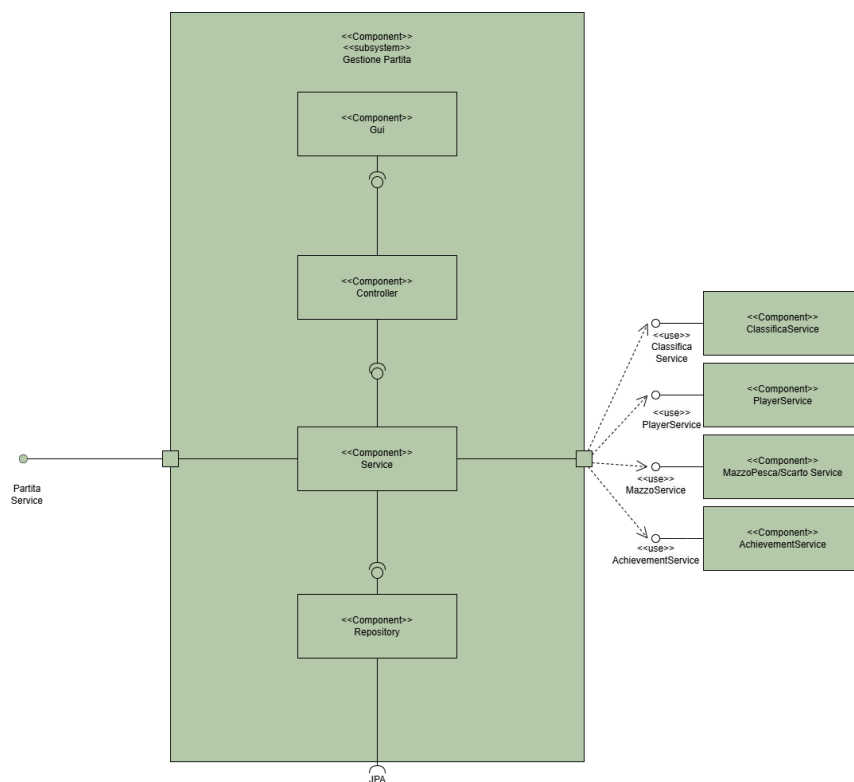 <<Component>>
<<subsystem>>
Gestione Partita
<<Component>>
Gui
<<Component>>
Controller
<<Component>>
Service
<<Component>>
Repository
JPA
Partita
Service
<<use>>
Classifica
Service
<<Component>>
ClassificaService
<<use>>
PlayerService
<<Component>>
PlayerService
<<use>>
MazzoService
<<Component>>
MazzoPesca/Scarto Service
<<use>>
AchievementService
<<Component>>
AchievementService